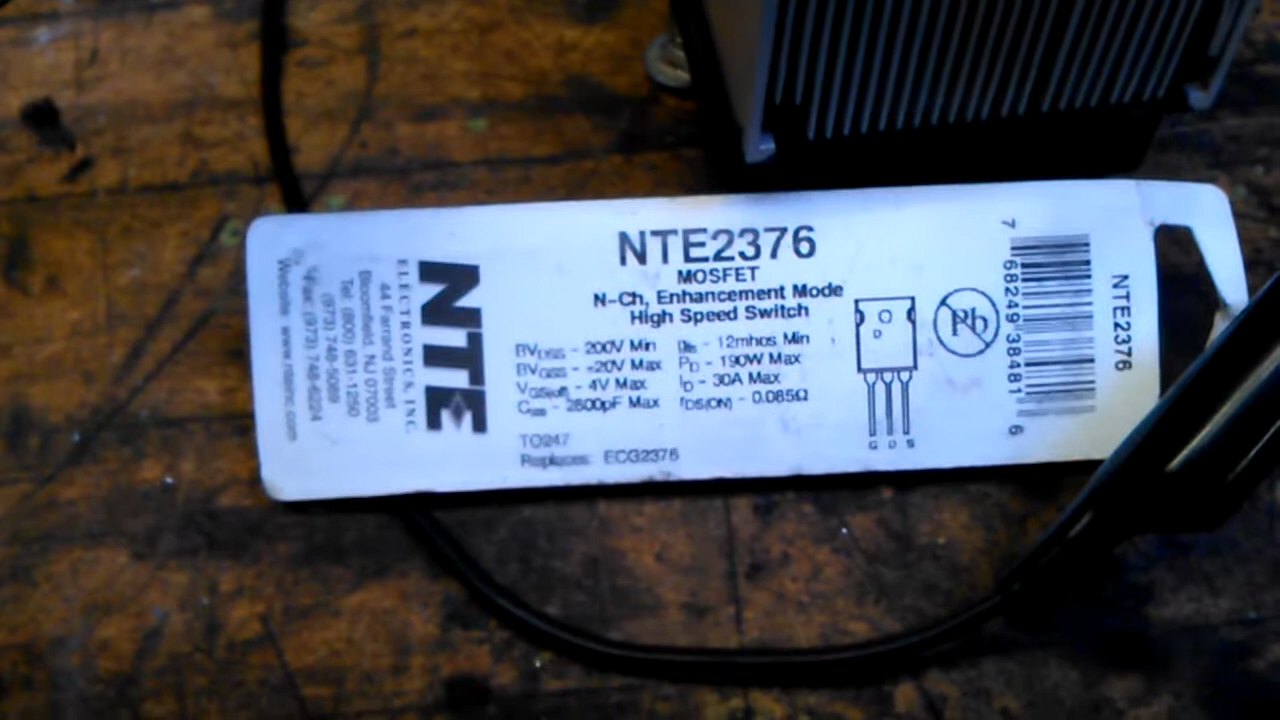 NTE2376
MOSFET
N-Ch, Enhancement Mode
High Speed Switch
BVDSS - 200V Min
BVGSS - ±20V Max
VGS(off) - 4V Max
Ciss - 2800pF Max
gfs - 12mhos Min
PD - 190W Max
ID - 30A Max
rDS(ON) - 0.085Ω
TO247
Replaces: ECG2376
D
G D S
Pb
7 68249 38481 6
NTE2376
NTE
ELECTRONICS, INC.
44 Farrand Street
Bloomfield, NJ 07003
Tel: (800) 631-1250
(973) 748-5089
Fax: (973) 748-6224
Website: www.nteinc.com